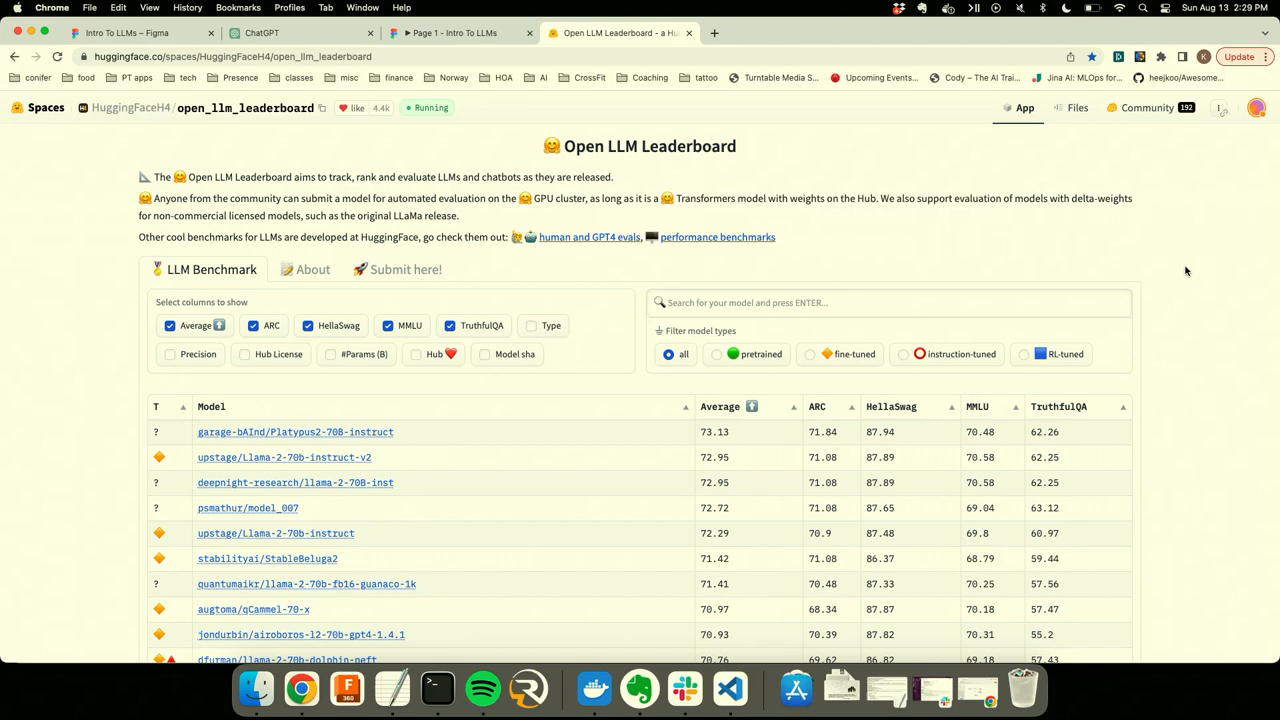 Chrome File Edit View History Bookmarks Profiles Tab Window Help Sun Aug 13 2:29 PM
Intro To LLMs – Figma ChatGPT Page 1 - Intro To LLMs Open LLM Leaderboard - a Hu
huggingface.co/spaces/HuggingFaceH4/open_llm_leaderboard K Update
conifer food PT apps tech Presence classes misc finance Norway HOA AI CrossFit Coaching tattoo Turntable Media S... Upcoming Events... Cody – The AI Trai... Jina AI: MLOps for... heejkoo/Awesome...
Spaces HuggingFaceH4/open_llm_leaderboard like 4.4k Running App Files Community 192
Open LLM Leaderboard
The 🤗 Open LLM Leaderboard aims to track, rank and evaluate LLMs and chatbots as they are released.
🤗 Anyone from the community can submit a model for automated evaluation on the 🤗 GPU cluster, as long as it is a 🤗 Transformers model with weights on the Hub. We also support evaluation of models with delta-weights
for non-commercial licensed models, such as the original LLaMa release.
Other cool benchmarks for LLMs are developed at HuggingFace, go check them out: human and GPT4 evals, performance benchmarks
LLM Benchmark About Submit here!
Select columns to show
Average ARC HellaSwag MMLU TruthfulQA Type
Precision Hub License #Params (B) Hub Model sha
Search for your model and press ENTER...
Filter model types
all pretrained fine-tuned instruction-tuned RL-tuned
T Model Average ARC HellaSwag MMLU TruthfulQA
? garage-bAInd/Platypus2-70B-instruct 73.13 71.84 87.94 70.48 62.26
upstage/Llama-2-70b-instruct-v2 72.95 71.08 87.89 70.58 62.25
deepnight-research/llama-2-70B-inst 72.95 71.08 87.89 70.58 62.25
? psmathur/model_007 72.72 71.08 87.65 69.04 63.12
upstage/Llama-2-70b-instruct 72.29 70.9 87.48 69.8 60.97
stabilityai/StableBeluga2 71.42 71.08 86.37 68.79 59.44
? quantumaikr/llama-2-70b-fb16-guanaco-1k 71.41 70.48 87.33 70.25 57.56
augtoma/qCammel-70-x 70.97 68.34 87.87 70.18 57.47
jondurbin/airoboros-l2-70b-gpt4-1.4.1 70.93 70.39 87.82 70.31 55.2
dfurman/llama-2-70b-dolphin-peft 70.76 69.62 86.82 69.18 57.43
F
360